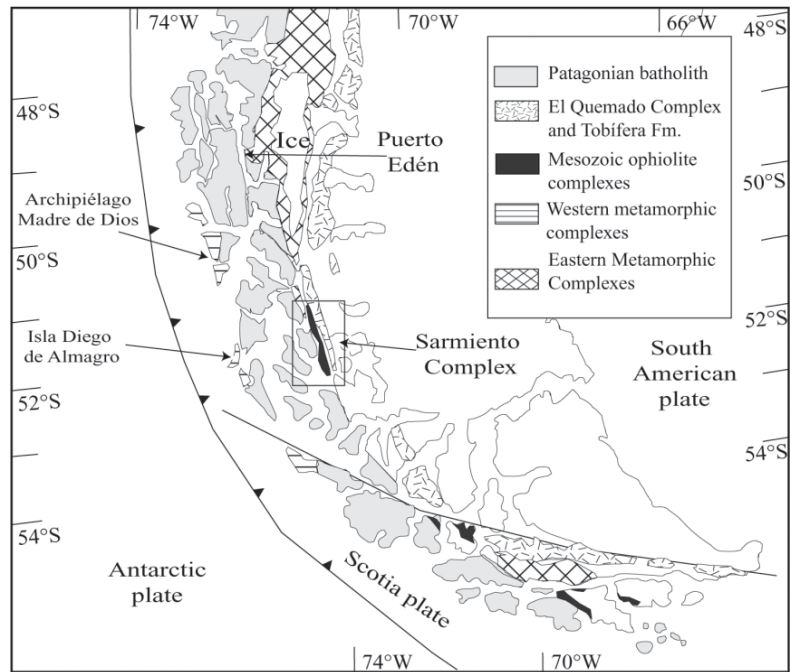 74°W
70°W
66°W
48°S
48°S
Patagonian batholith
El Quemado Complex
and Tobífera Fm.
Mesozoic ophiolite
complexes
Western metamorphic
complexes
Eastern Metamorphic
Complexes
Ice
Puerto
Edén
50°S
Archipiélago
Madre de Dios
50°S
52°S
Isla Diego
de Almagro
Sarmiento
Complex
South
American
plate
52°S
54°S
54°S
Antarctic
plate
Scotia plate
74°W
70°W